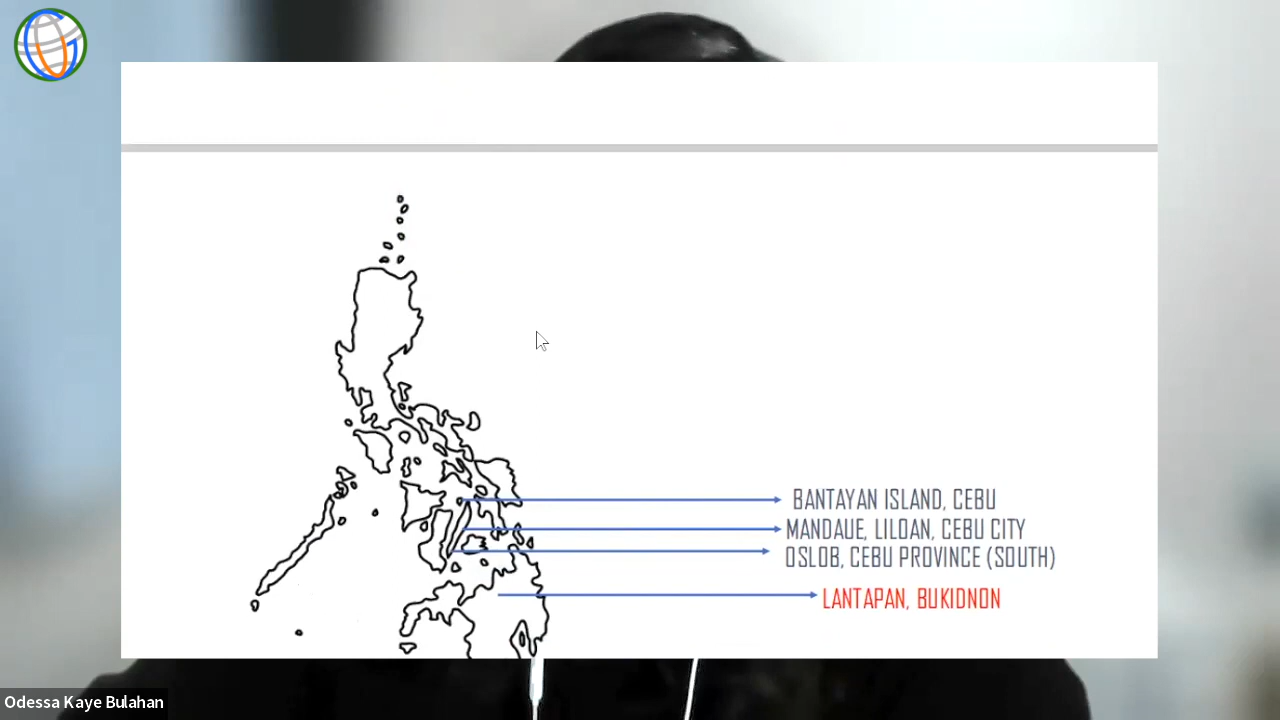 BANTAYAN ISLAND, CEBU
MANDAUE, LILOAN, CEBU CITY
OSLOB, CEBU PROVINCE (SOUTH)
LANTAPAN, BUKIDNON
Odessa Kaye Bulahan